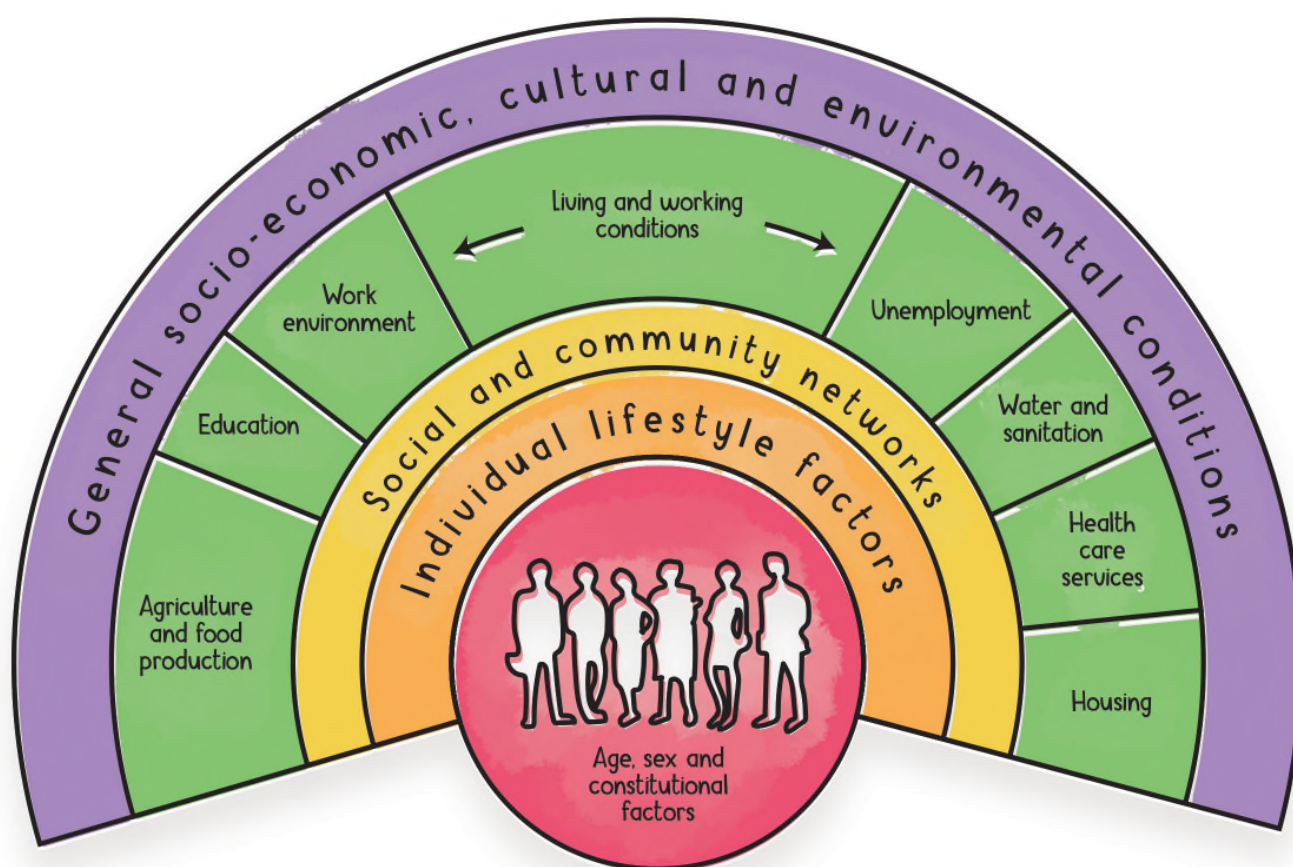 General socio-economic, cultural and environmental conditions
Living and working
conditions
Work
environment
Unemployment
Education
Water and
sanitation
Agriculture
and food
production
Health
care
services
Housing
Social and community networks
Individual lifestyle factors
Age, sex and
constitutional
factors